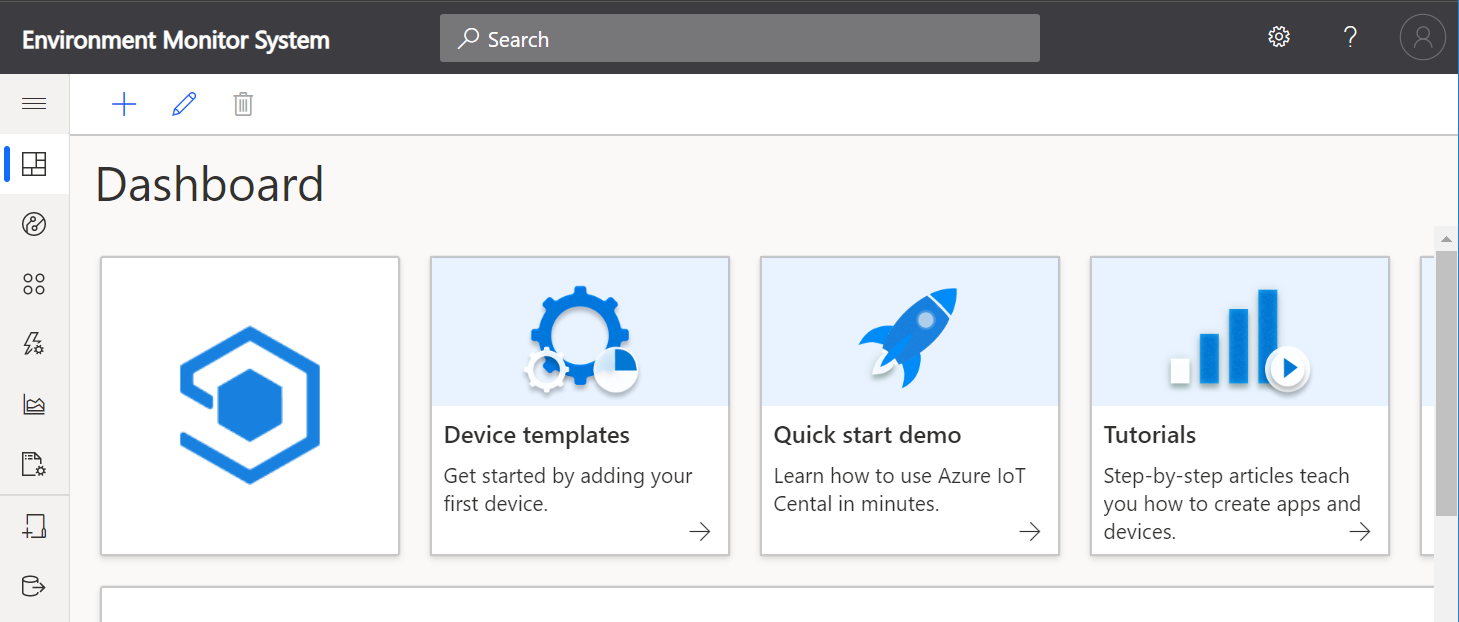 Environment Monitor System
Search
?
Dashboard
Device templates
Get started by adding your
first device.
Quick start demo
Learn how to use Azure IoT
Cental in minutes.
Tutorials
Step-by-step articles teach
you how to create apps and
devices.